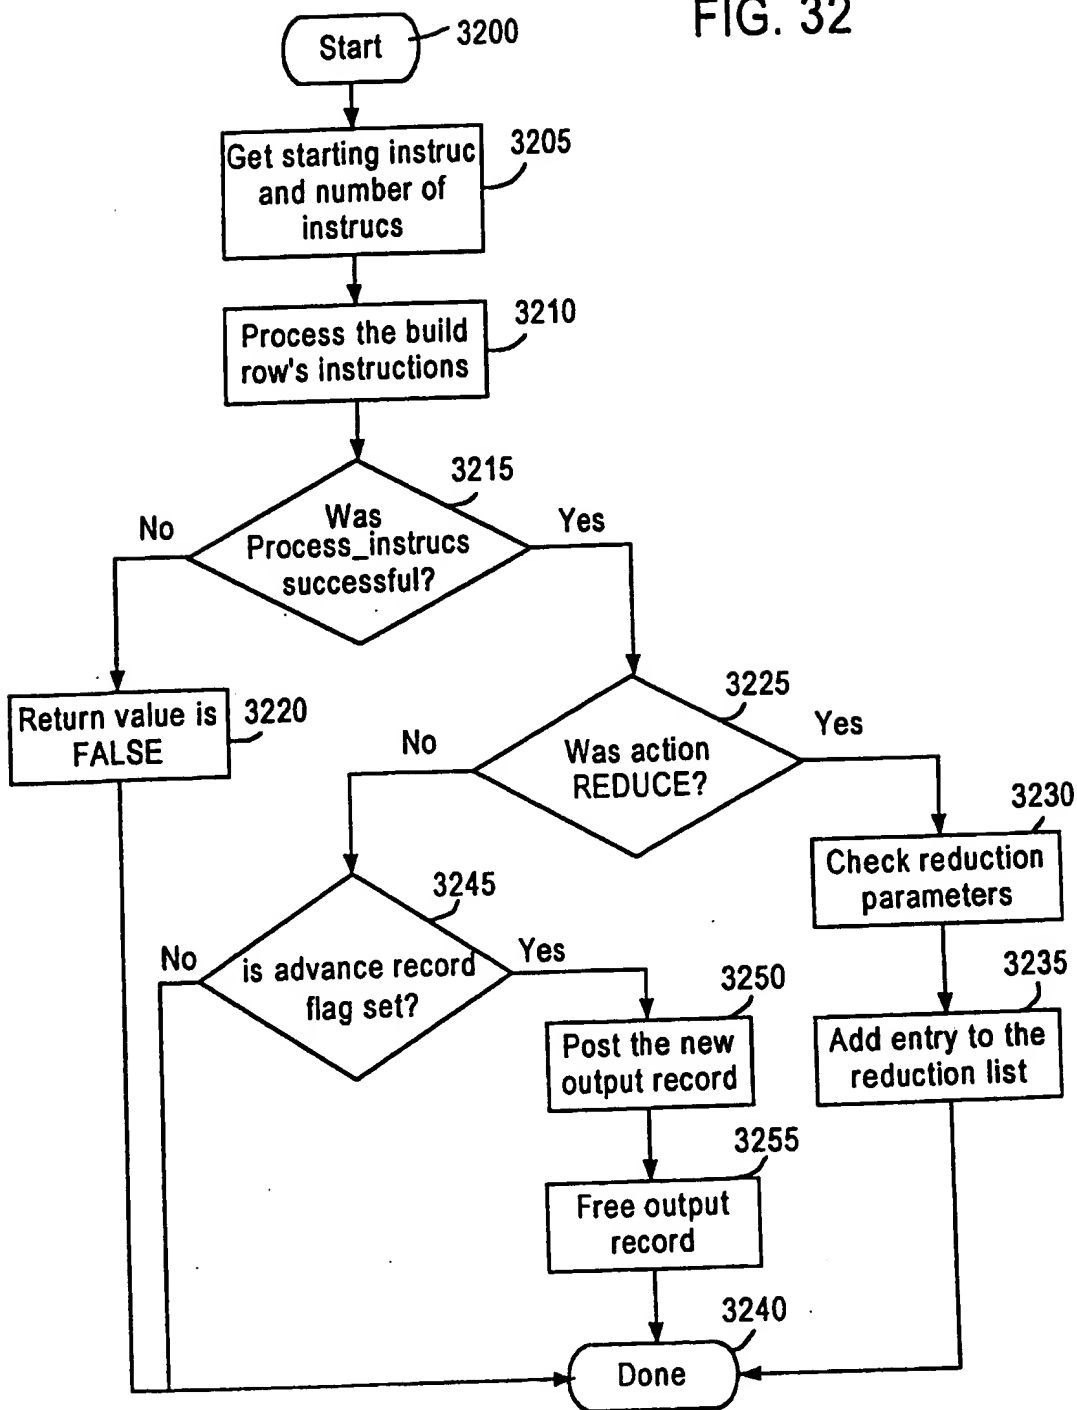 FIG. 32
Start
3200
Get starting instruc
and number of
instrucs
3205
Process the build
row's instructions
3210
Was
Process_instrucs
successful?
3215
No
Yes
Return value is
FALSE
3220
Was action
REDUCE?
3225
No
Yes
Check reduction
parameters
3230
is advance record
flag set?
3245
No
Yes
Add entry to the
reduction list
3235
Post the new
output record
3250
Free output
record
3255
Done
3240